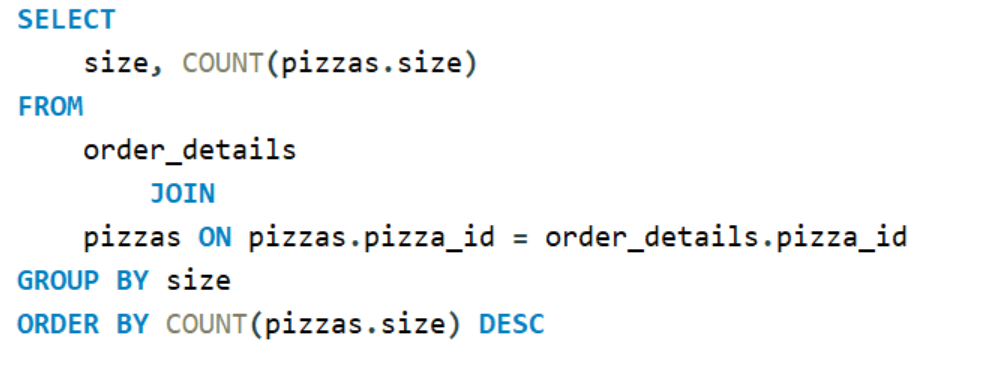 SELECT
    size, COUNT(pizzas.size)
FROM
    order_details
        JOIN
    pizzas ON pizzas.pizza_id = order_details.pizza_id
GROUP BY size
ORDER BY COUNT(pizzas.size) DESC